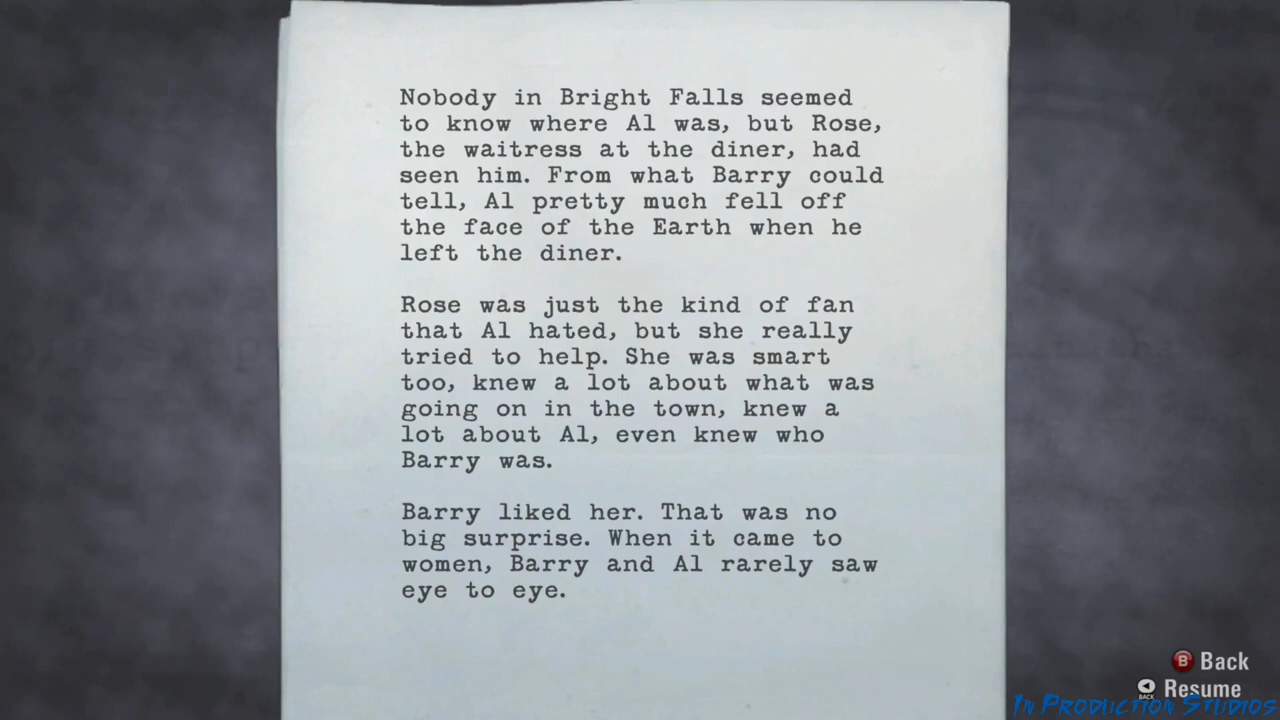 Nobody in Bright Falls seemed
to know where Al was, but Rose,
the waitress at the diner, had
seen him. From what Barry could
tell, Al pretty much fell off
the face of the Earth when he
left the diner.
Rose was just the kind of fan
that Al hated, but she really
tried to help. She was smart
too, knew a lot about what was
going on in the town, knew a
lot about Al, even knew who
Barry was.
Barry liked her. That was no
big surprise. When it came to
women, Barry and Al rarely saw
eye to eye.
B Back
BACK Resume
In Production Studios